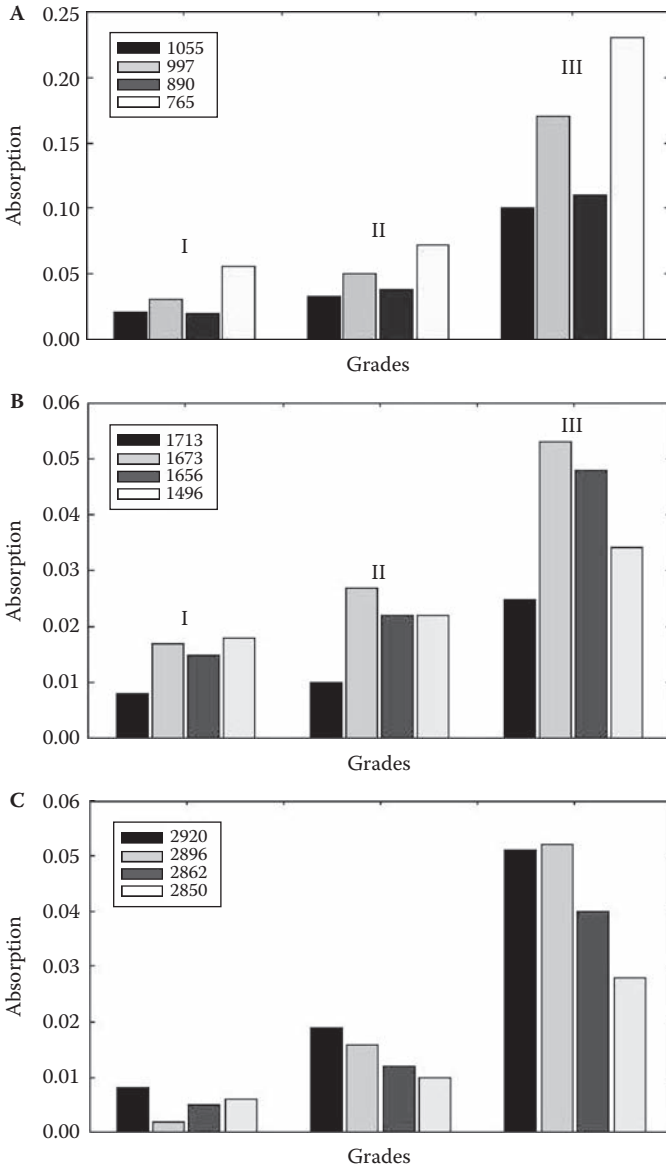 A
0.25
0.20
0.15
0.10
0.05
0.00
Absorption
1055
997
890
765
I
II
III
Grades
B
0.06
0.05
0.04
0.03
0.02
0.01
0.00
Absorption
1713
1673
1656
1496
I
II
III
Grades
C
0.06
0.05
0.04
0.03
0.02
0.01
0.00
Absorption
2920
2896
2862
2850
Grades